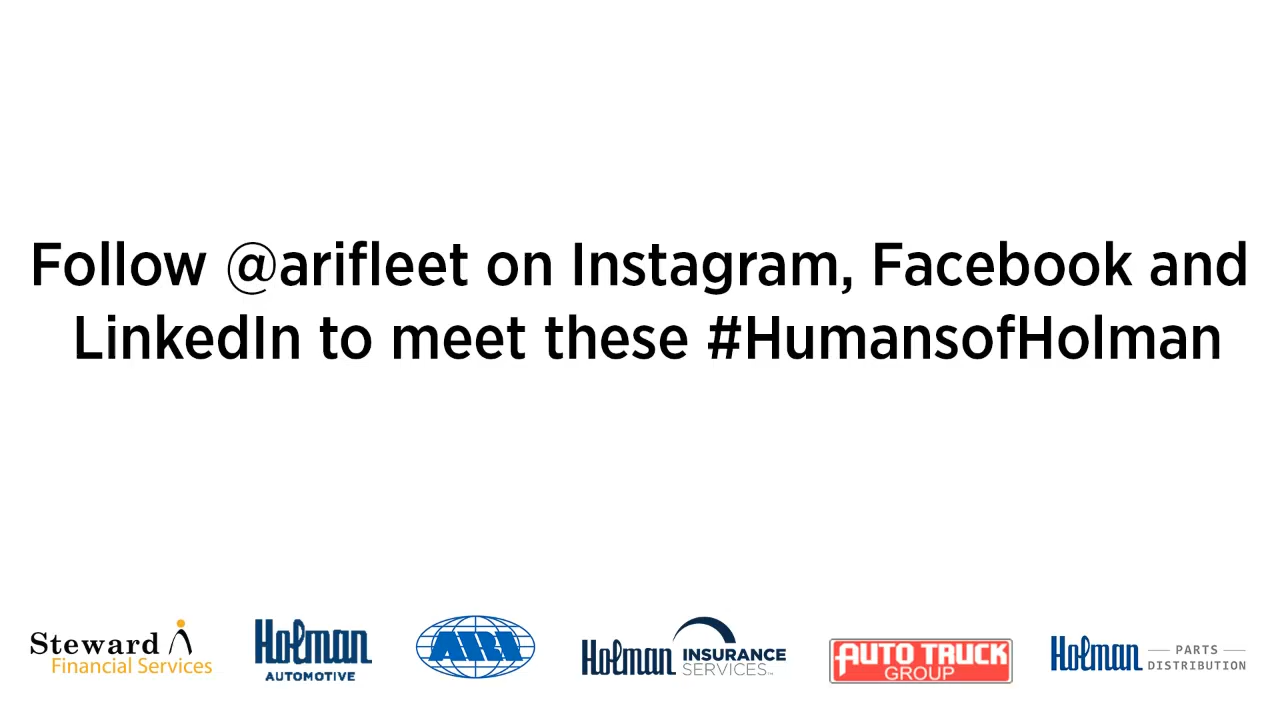 Follow @arifleet on Instagram, Facebook and
LinkedIn to meet these #HumansofHolman
Steward
Financial Services
Holman
AUTOMOTIVE
ARI
Holman INSURANCE
SERVICES
AUTO TRUCK
GROUP
Holman PARTS
DISTRIBUTION